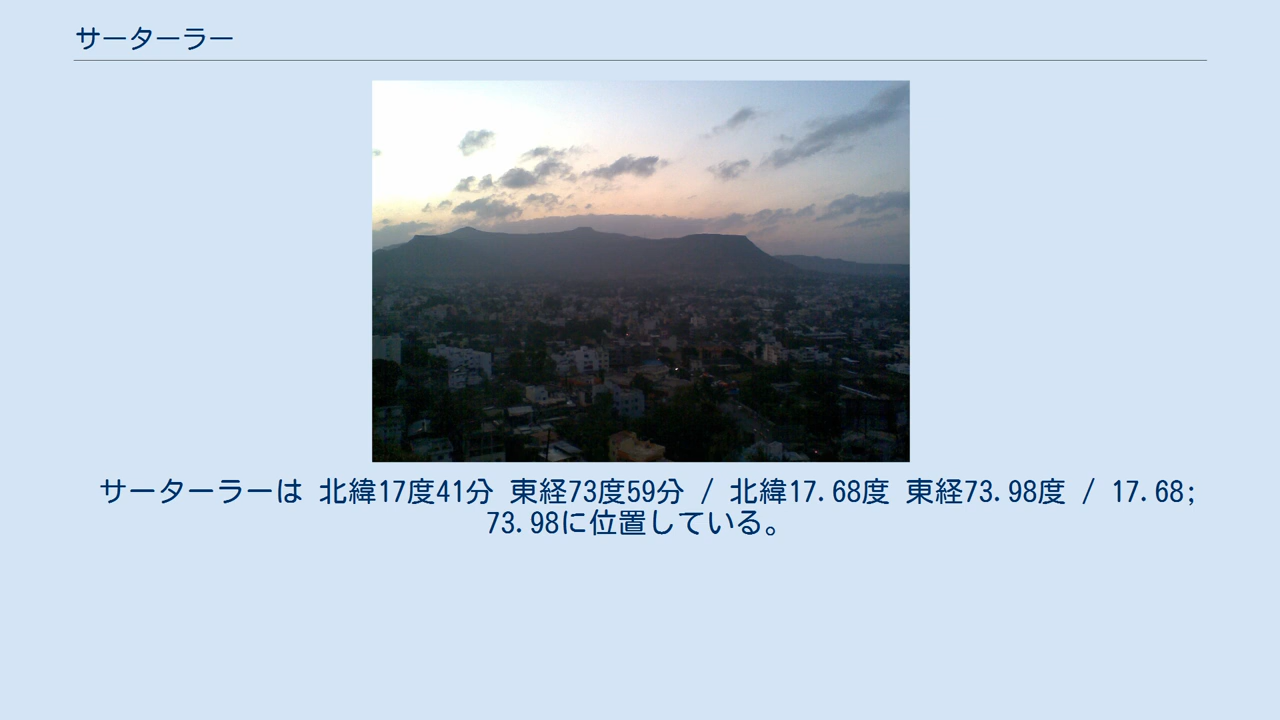 サーターラー
サーターラーは 北緯17度41分 東経73度59分 / 北緯17.68度 東経73.98度 / 17.68;
73.98に位置している。